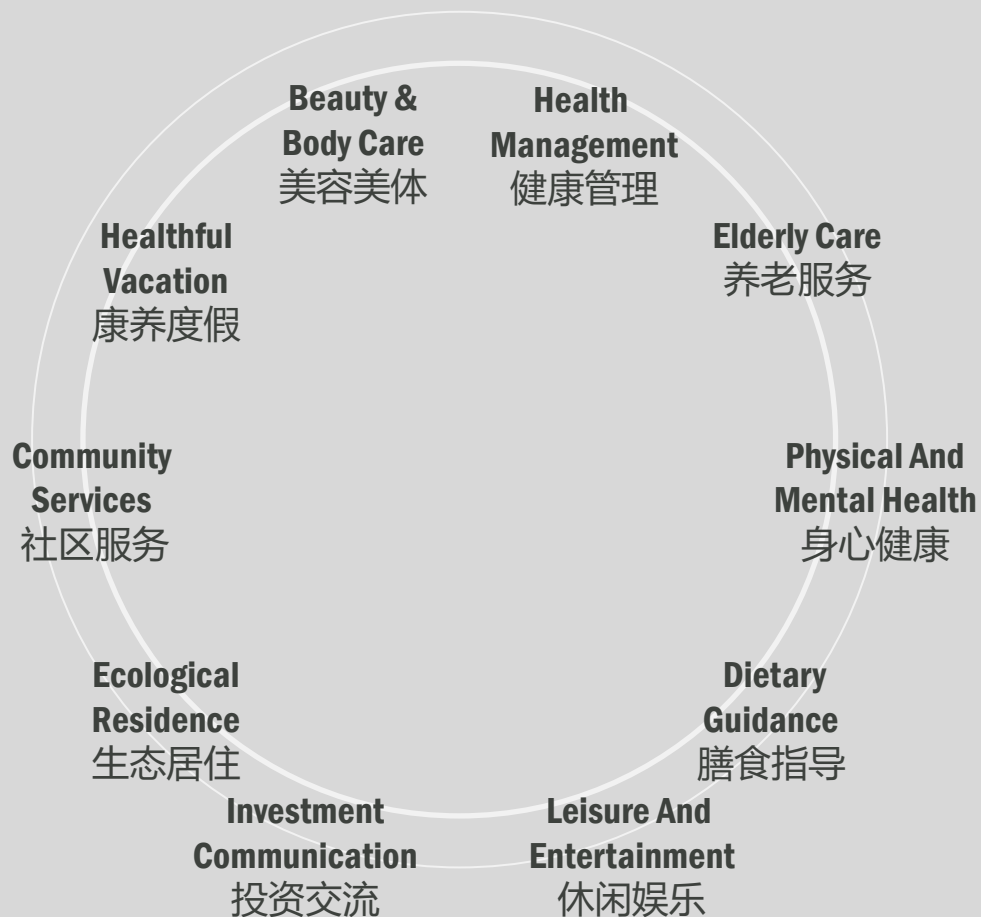 Beauty &
Body Care
美容美体
Health
Management
健康管理
Healthful
Vacation
康养度假
Elderly Care
养老服务
Community
Services
社区服务
Physical And
Mental Health
身心健康
Ecological
Residence
生态居住
Dietary
Guidance
膳食指导
Investment
Communication
投资交流
Leisure And
Entertainment
休闲娱乐